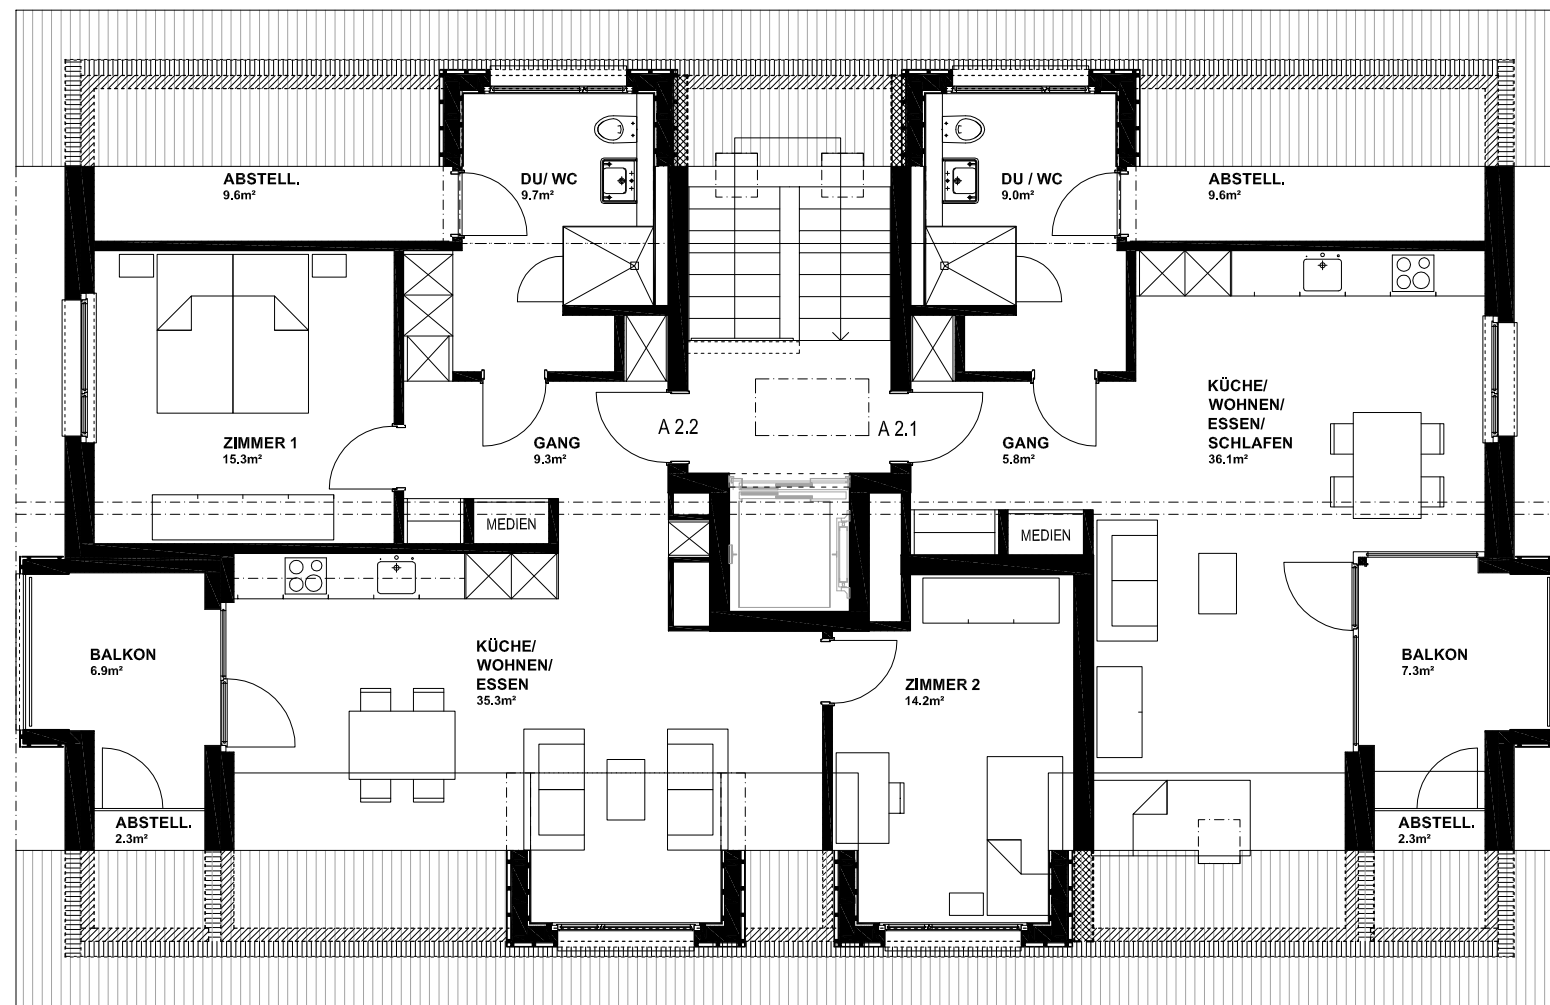 ABSTELL.
9.6m²
DU/ WC
9.7m²
DU / WC
9.0m²
ABSTELL.
9.6m²
ZIMMER 1
15.3m²
GANG
9.3m²
A 2.2
A 2.1
GANG
5.8m²
KÜCHE/
WOHNEN/
ESSEN/
SCHLAFEN
36.1m²
MEDIEN
MEDIEN
BALKON
6.9m²
KÜCHE/
WOHNEN/
ESSEN
35.3m²
ZIMMER 2
14.2m²
BALKON
7.3m²
ABSTELL.
2.3m²
ABSTELL.
2.3m²